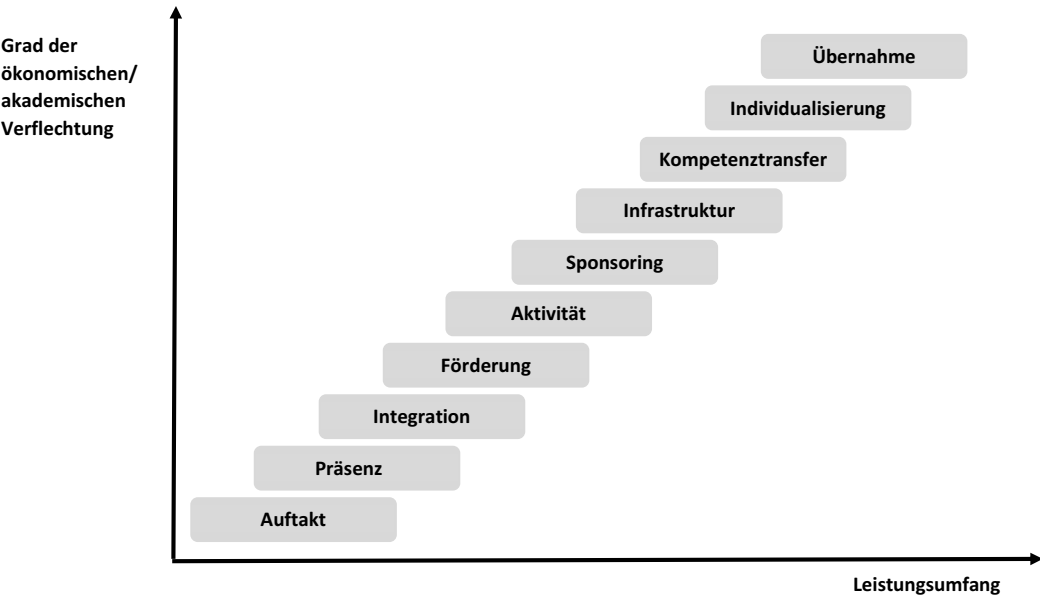 Grad der
ökonomischen/
akademischen
Verflechtung
Übernahme
Individualisierung
Kompetenztransfer
Infrastruktur
Sponsoring
Aktivität
Förderung
Integration
Präsenz
Auftakt
Leistungsumfang